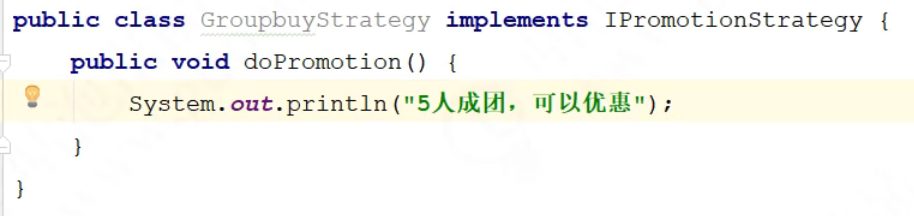 public class GroupbuyStrategy implements IPromotionStrategy {
public void doPromotion() {
System.out.println("5人成团，可以优惠");
}
}